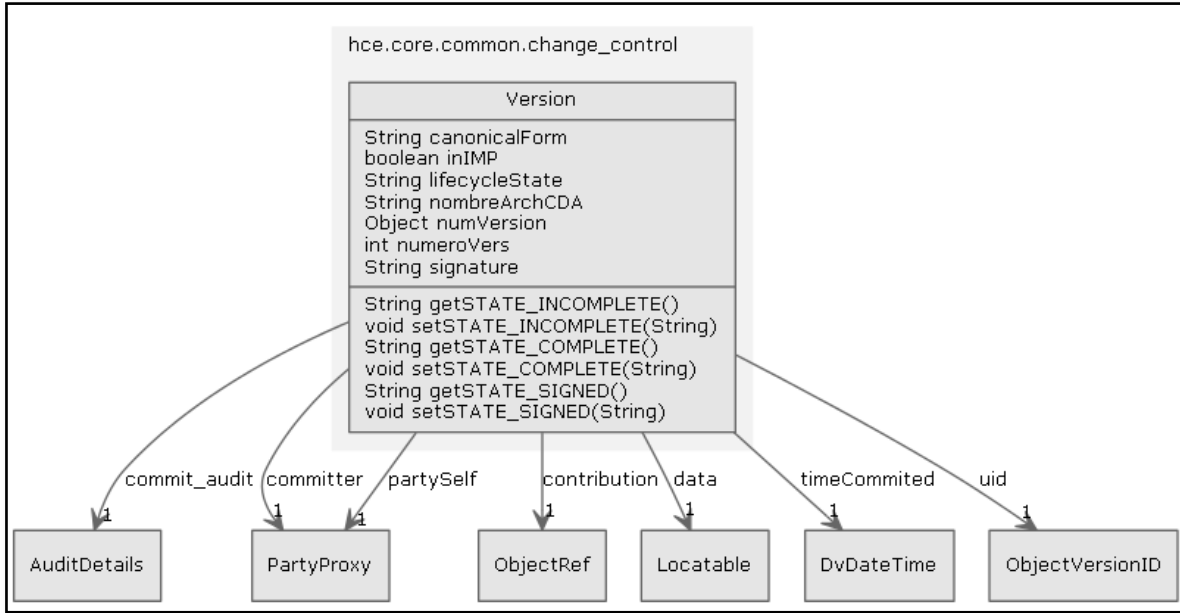 hce.core.common.change_control
Version
String canonicalForm
boolean inIMP
String lifecycleState
String nombreArchCDA
Object numVersion
int numeroVers
String signature
String getSTATE_INCOMPLETE()
void setSTATE_INCOMPLETE(String)
String getSTATE_COMPLETE()
void setSTATE_COMPLETE(String)
String getSTATE_SIGNED()
void setSTATE_SIGNED(String)
commit_audit committer partySelf contribution data timeCommited uid
1 1 1 1 1 1 1
AuditDetails PartyProxy ObjectRef Locatable DvDateTime ObjectVersionID